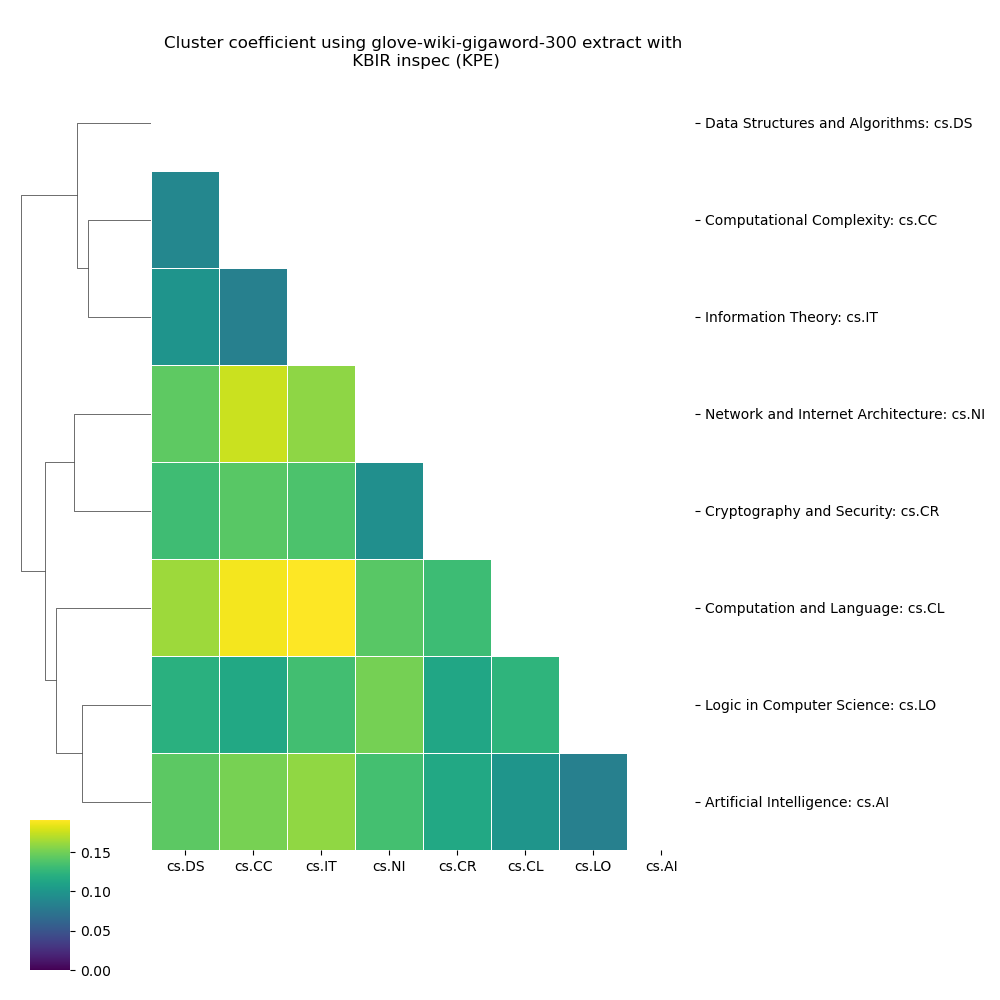 Cluster coefficient using glove-wiki-gigaword-300 extract with
KBIR inspec (KPE)
Data Structures and Algorithms: cs.DS
Computational Complexity: cs.CC
Information Theory: cs.IT
Network and Internet Architecture: cs.NI
Cryptography and Security: cs.CR
Computation and Language: cs.CL
Logic in Computer Science: cs.LO
Artificial Intelligence: cs.AI
cs.DS cs.CC cs.IT cs.NI cs.CR cs.CL cs.LO cs.AI
0.15
0.10
0.05
0.00